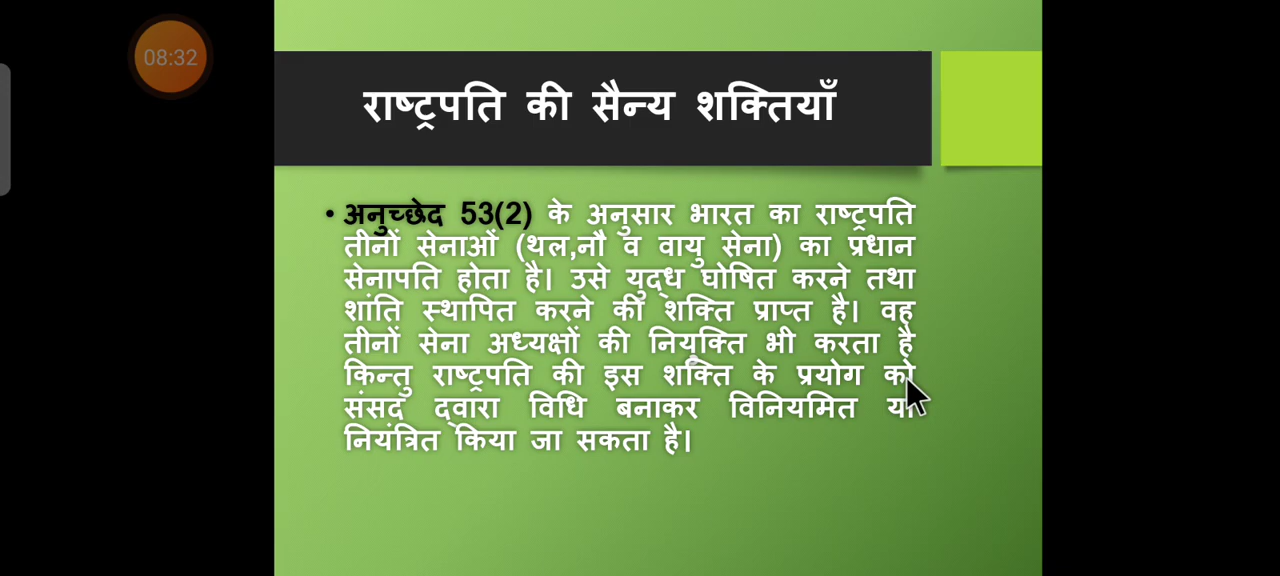 08:32
राष्ट्रपति की सैन्य शक्तियाँ
• अनुच्छेद 53(2) के अनुसार भारत का राष्ट्रपति
तीनों सेनाओं (थल,नौ व वायु सेना) का प्रधान
सेनापति होता है। उसे युद्ध घोषित करने तथा
शांति स्थापित करने की शक्ति प्राप्त है। वह
तीनों सेना अध्यक्षों की नियुक्ति भी करता है
किन्तु राष्ट्रपति की इस शक्ति के प्रयोग को
संसद द्वारा विधि बनाकर विनियमित या
नियंत्रित किया जा सकता है।